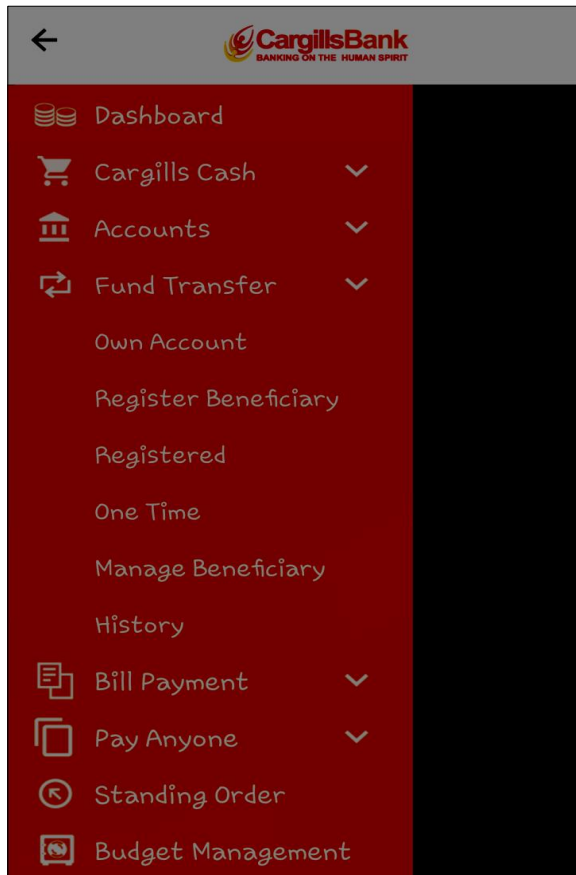 CargillsBank
BANKING ON THE HUMAN SPIRIT
Dashboard
Cargills Cash
Accounts
Fund Transfer
Own Account
Register Beneficiary
Registered
One Time
Manage Beneficiary
History
Bill Payment
Pay Anyone
Standing Order
Budget Management